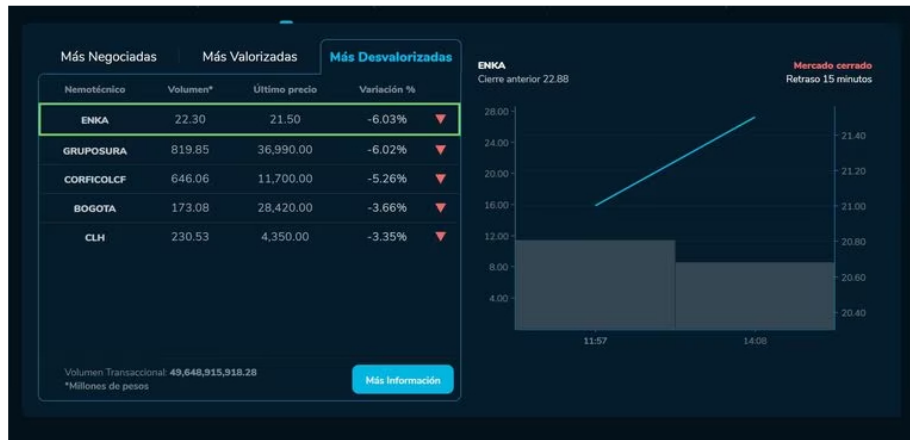 Más Negociadas Más Valorizadas Más Desvalorizadas
Nemotécnico Volumen* Último precio Variación %
ENKA 22.30 21.50 -6.03% ▼
GRUPOSURA 819.85 36,990.00 -6.02% ▼
CORFICOLCF 646.06 11,700.00 -5.26% ▼
BOGOTA 173.08 28,420.00 -3.66% ▼
CLH 230.53 4,350.00 -3.35% ▼
Volumen Transaccional: 49,648,915,918.28
*Millones de pesos
Más Información
ENKA Mercado cerrado
Cierre anterior 22.88 Retraso 15 minutos
28.00
24.00
20.00
16.00
12.00
8.00
4.00
21.40
21.20
21.00
20.80
20.60
20.40
11:57 14:08